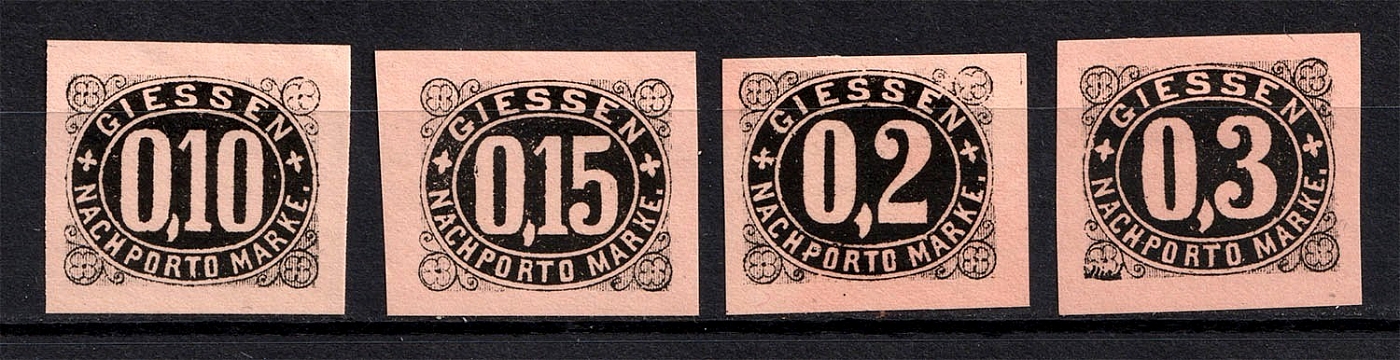 GIESSEN
0,10
NACHPORTO MARKE.
GIESSEN
0,15
NACHPORTO MARKE.
GIESSEN
0,2
NACHPORTO MARKE.
GIESSEN
0,3
NACHPORTO MARKE.